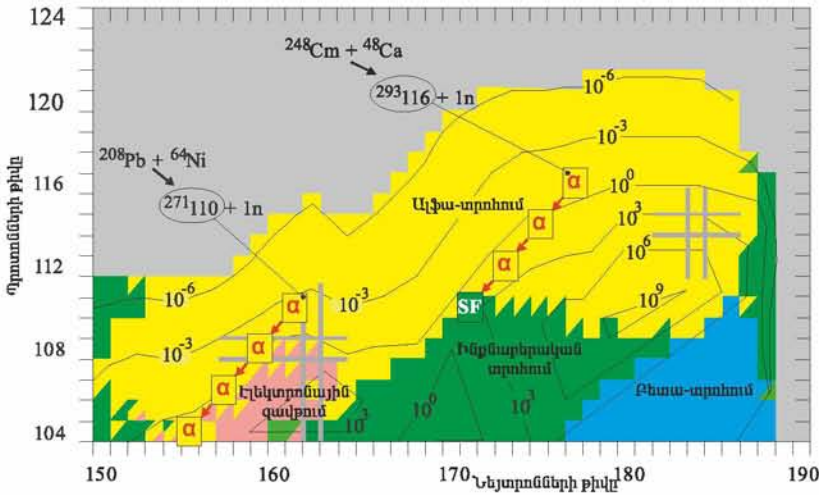 124
120
116
112
108
104
Պրոտոնների թիվը
²⁴⁸Cm + ⁴⁸Ca
²⁹³116 + 1n
²⁰⁸Pb + ⁶⁴Ni
²⁷¹110 + 1n
10⁻⁶
10⁻³
10⁰
10³
10⁶
10⁹
Ալֆա-տրոհում
α
α
α
SF
10⁻⁶
10⁻³
10⁻³
α
α
α
α
Ինքնաբերական
տրոհում
Էլեկտրոնային
զավթում
Բետա-տրոհում
10³
10⁰
10³
150
160
170
180
190
Նեյտրոնների թիվը